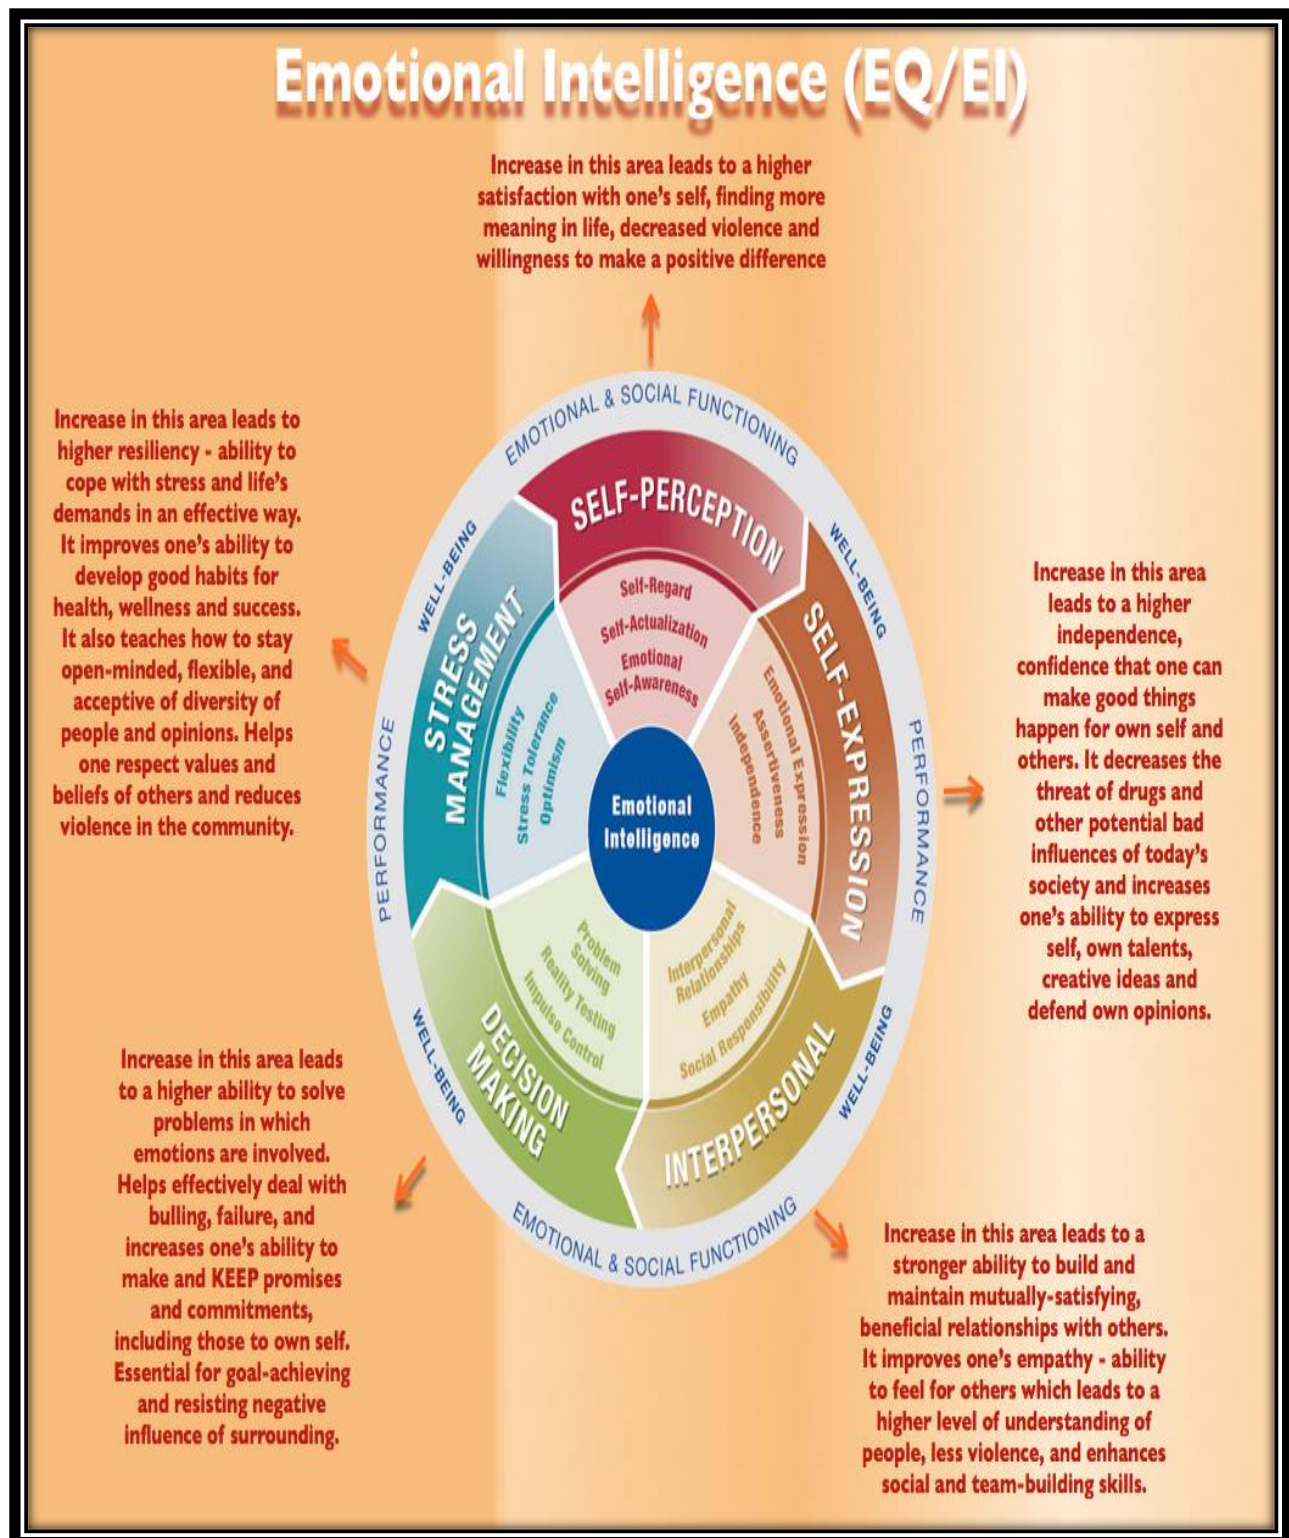 Emotional Intelligence (EQ/EI)
Increase in this area leads to a higher
satisfaction with one's self, finding more
meaning in life, decreased violence and
willingness to make a positive difference
Increase in this area leads to
higher resiliency - ability to
cope with stress and life's
demands in an effective way.
It improves one's ability to
develop good habits for
health, wellness and success.
It also teaches how to stay
open-minded, flexible, and
acceptive of diversity of
people and opinions. Helps
one respect values and
beliefs of others and reduces
violence in the community.
EMOTIONAL & SOCIAL FUNCTIONING
WELL-BEING
PERFORMANCE
WELL-BEING
EMOTIONAL & SOCIAL FUNCTIONING
WELL-BEING
PERFORMANCE
WELL-BEING
SELF-PERCEPTION
Self-Regard
Self-Actualization
Emotional
Self-Awareness
SELF-EXPRESSION
Emotional Expression
Assertiveness
Independence
INTERPERSONAL
Interpersonal
Relationships
Empathy
Social Responsibility
DECISION
MAKING
Problem
Solving
Reality Testing
Impulse Control
STRESS
MANAGEMENT
Flexibility
Stress Tolerance
Optimism
Emotional
Intelligence
Increase in this area
leads to a higher
independence,
confidence that one can
make good things
happen for own self and
others. It decreases the
threat of drugs and
other potential bad
influences of today's
society and increases
one's ability to express
self, own talents,
creative ideas and
defend own opinions.
Increase in this area leads
to a higher ability to solve
problems in which
emotions are involved.
Helps effectively deal with
bulling, failure, and
increases one's ability to
make and KEEP promises
and commitments,
including those to own self.
Essential for goal-achieving
and resisting negative
influence of surrounding.
Increase in this area leads to a
stronger ability to build and
maintain mutually-satisfying,
beneficial relationships with others.
It improves one's empathy - ability
to feel for others which leads to a
higher level of understanding of
people, less violence, and enhances
social and team-building skills.